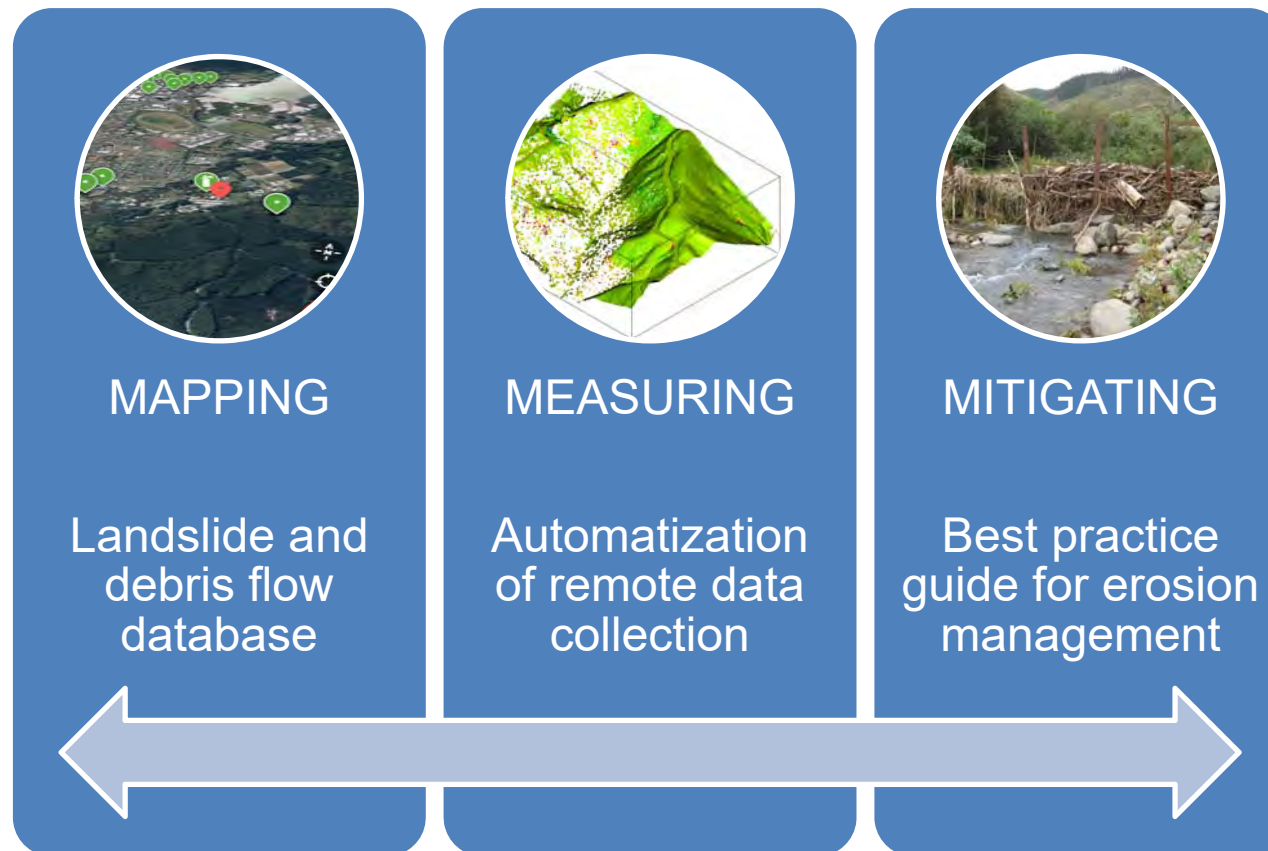 MAPPING
Landslide and
debris flow
database
MEASURING
Automatization
of remote data
collection
MITIGATING
Best practice
guide for erosion
management